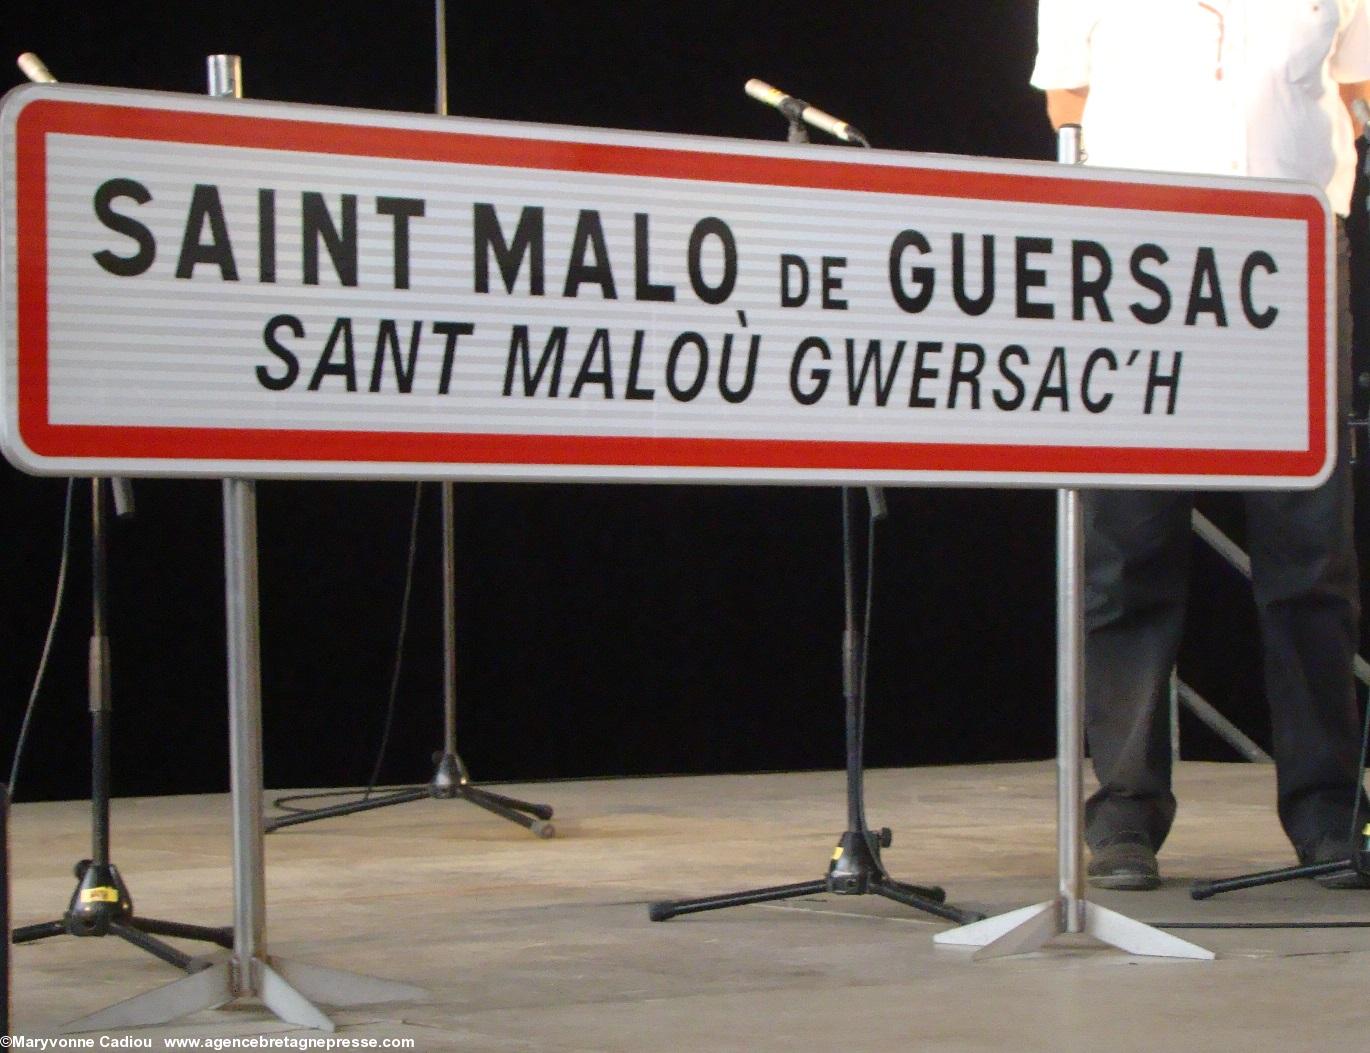 SAINT MALO DE GUERSAC
SANT MALOÙ GWERSAC'H
©Maryvonne Cadiou www.agencebretagnepresse.com